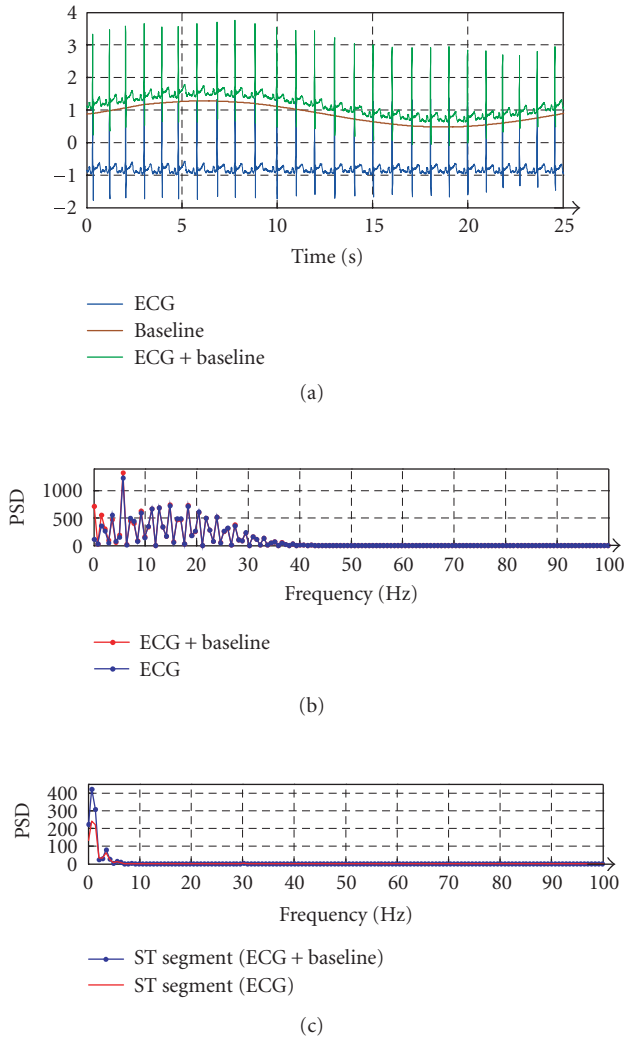 4
3
2
1
0
−1
−2
0 5 10 15 20 25
Time (s)
ECG
Baseline
ECG + baseline
(a)
PSD
1000
500
0
0 10 20 30 40 50 60 70 80 90 100
Frequency (Hz)
ECG + baseline
ECG
(b)
PSD
400
300
200
100
0
0 10 20 30 40 50 60 70 80 90 100
Frequency (Hz)
ST segment (ECG + baseline)
ST segment (ECG)
(c)